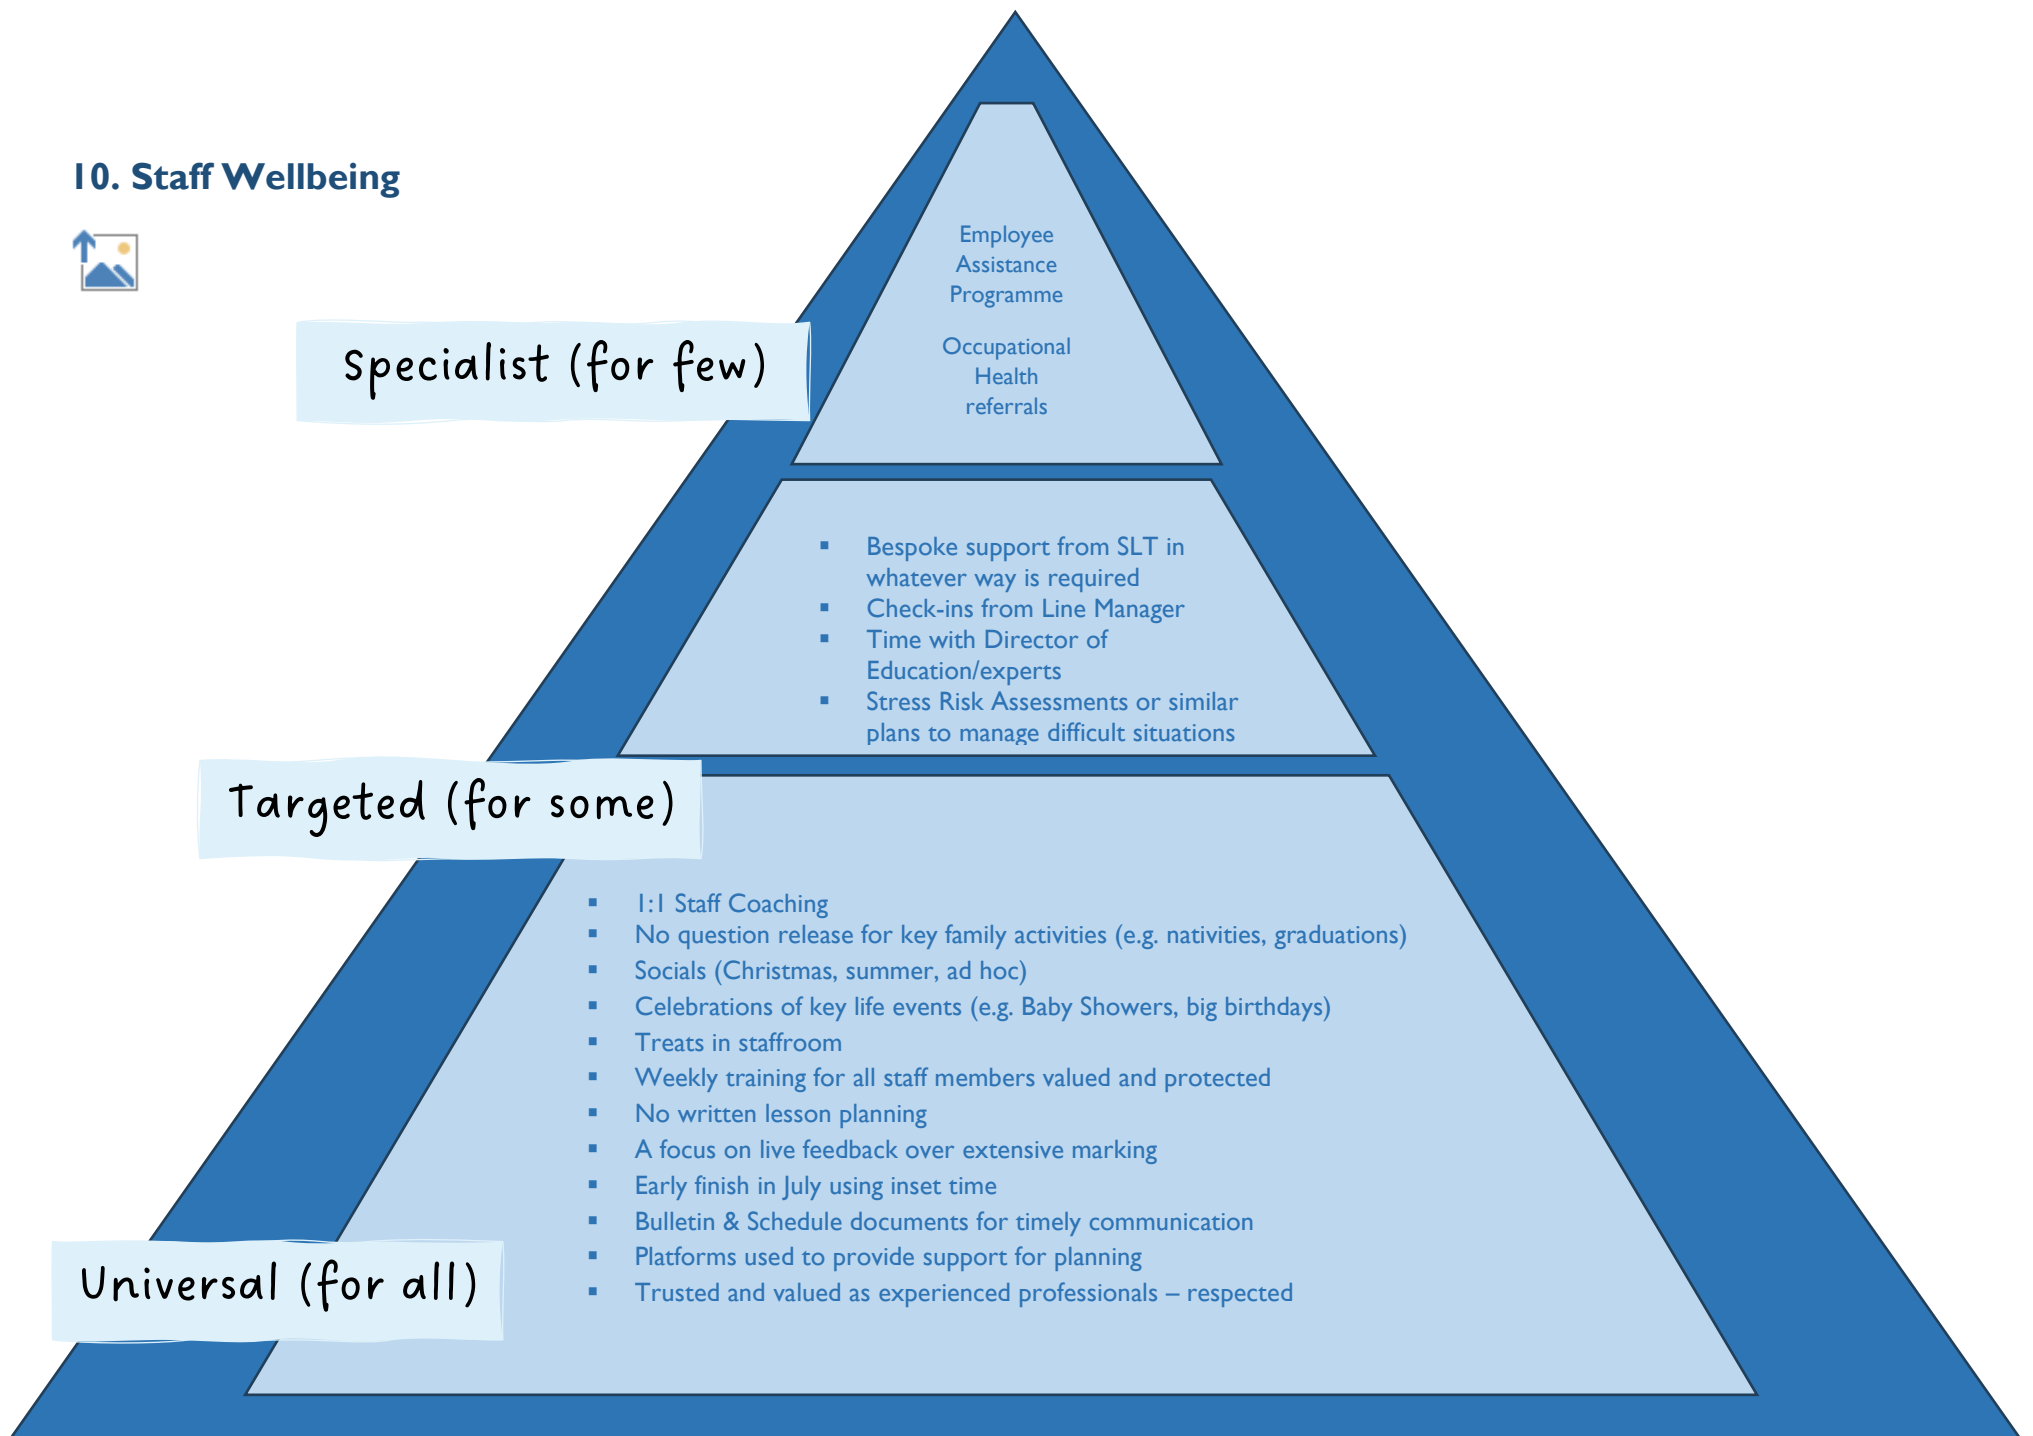 10. Staff Wellbeing
Employee
Assistance
Programme
Occupational
Health
referrals
Specialist (for few)
▪ Bespoke support from SLT in
whatever way is required
▪ Check-ins from Line Manager
▪ Time with Director of
Education/experts
▪ Stress Risk Assessments or similar
plans to manage difficult situations
Targeted (for some)
▪ 1:1 Staff Coaching
▪ No question release for key family activities (e.g. nativities, graduations)
▪ Socials (Christmas, summer, ad hoc)
▪ Celebrations of key life events (e.g. Baby Showers, big birthdays)
▪ Treats in staffroom
▪ Weekly training for all staff members valued and protected
▪ No written lesson planning
▪ A focus on live feedback over extensive marking
▪ Early finish in July using inset time
▪ Bulletin & Schedule documents for timely communication
▪ Platforms used to provide support for planning
▪ Trusted and valued as experienced professionals – respected
Universal (for all)